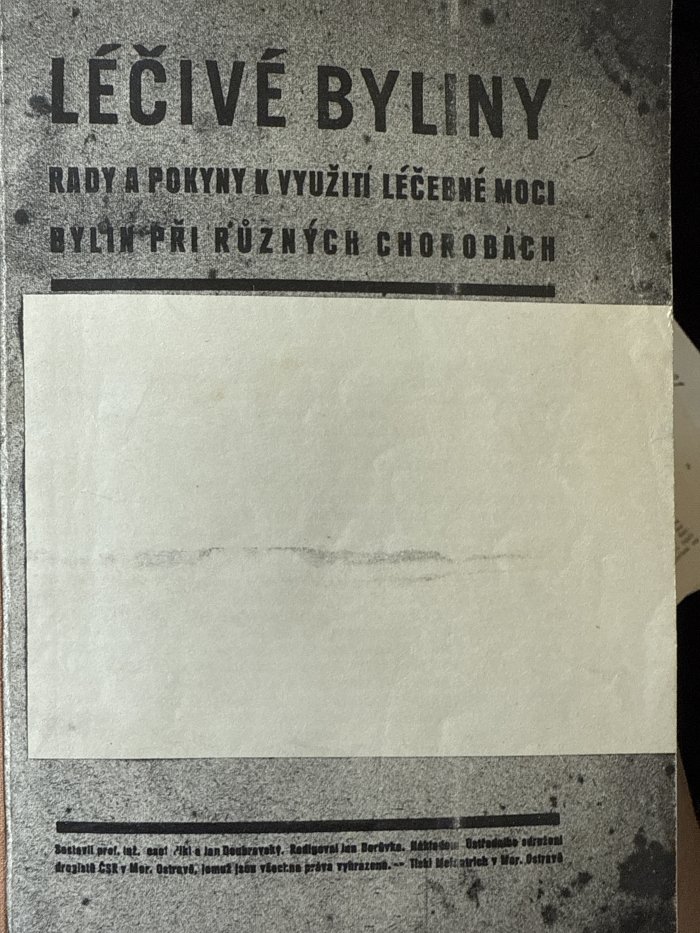 LÉČIVÉ BYLINY
RADY A POKYNY K VYUŽITÍ LÉČEBNÉ MOCI
BYLIN PŘI RŮZNÝCH CHOROBÁCH
Sestavil prof. a Jan Doubravský. Redigoval Jan Borůvka. Nákladem Ústředního sdružení
drogistů ČSR v Mor. Ostravě, jemuž jsou všechna práva vyhrazena. — Tiskl v Mor. Ostravě